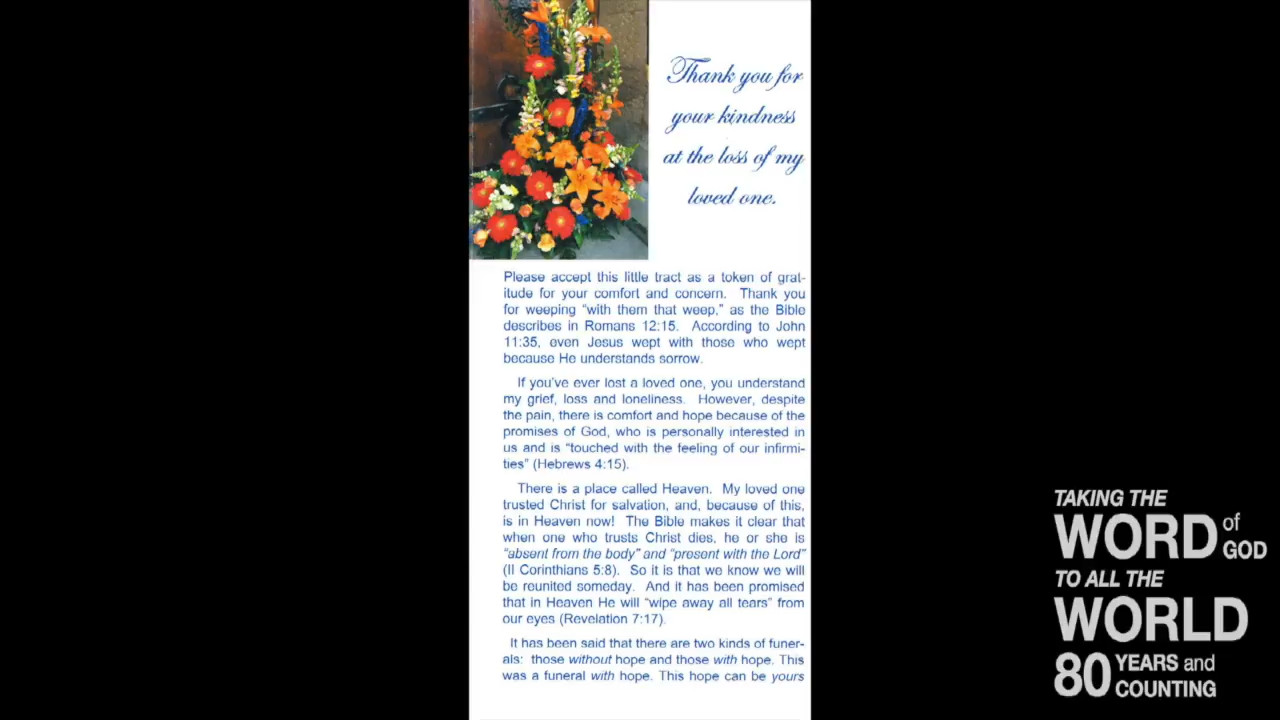 Thank you for
your kindness
at the loss of my
loved one.
Please accept this little tract as a token of grat-
itude for your comfort and concern. Thank you
for weeping “with them that weep,” as the Bible
describes in Romans 12:15. According to John
11:35, even Jesus wept with those who wept
because He understands sorrow.
If you’ve ever lost a loved one, you understand
my grief, loss and loneliness. However, despite
the pain, there is comfort and hope because of the
promises of God, who is personally interested in
us and is “touched with the feeling of our infirmi-
ties” (Hebrews 4:15).
There is a place called Heaven. My loved one
trusted Christ for salvation, and, because of this,
is in Heaven now! The Bible makes it clear that
when one who trusts Christ dies, he or she is
“absent from the body” and “present with the Lord”
(II Corinthians 5:8). So it is that we know we will
be reunited someday. And it has been promised
that in Heaven He will “wipe away all tears” from
our eyes (Revelation 7:17).
It has been said that there are two kinds of funer-
als: those without hope and those with hope. This
was a funeral with hope. This hope can be yours
TAKING THE
WORD of GOD
TO ALL THE
WORLD
80 YEARS and
COUNTING